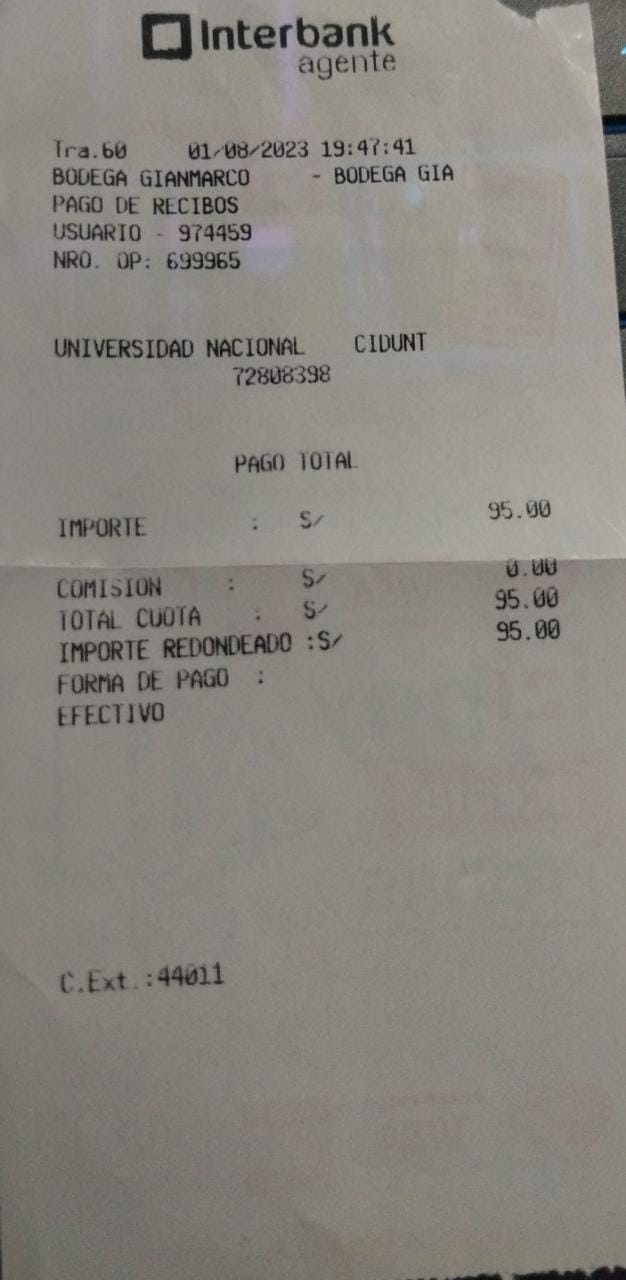 Interbank
agente
Tra.60 01/08/2023 19:47:41
BODEGA GIANMARCO - BODEGA GIA
PAGO DE RECIBOS
USUARIO - 974459
NRO. OP: 699965
UNIVERSIDAD NACIONAL CIDUNT
72808398
PAGO TOTAL
IMPORTE : S/ 95.00
COMISION : S/ 0.00
TOTAL CUOTA : S/ 95.00
IMPORTE REDONDEADO :S/ 95.00
FORMA DE PAGO :
EFECTIVO
C.Ext.:44011